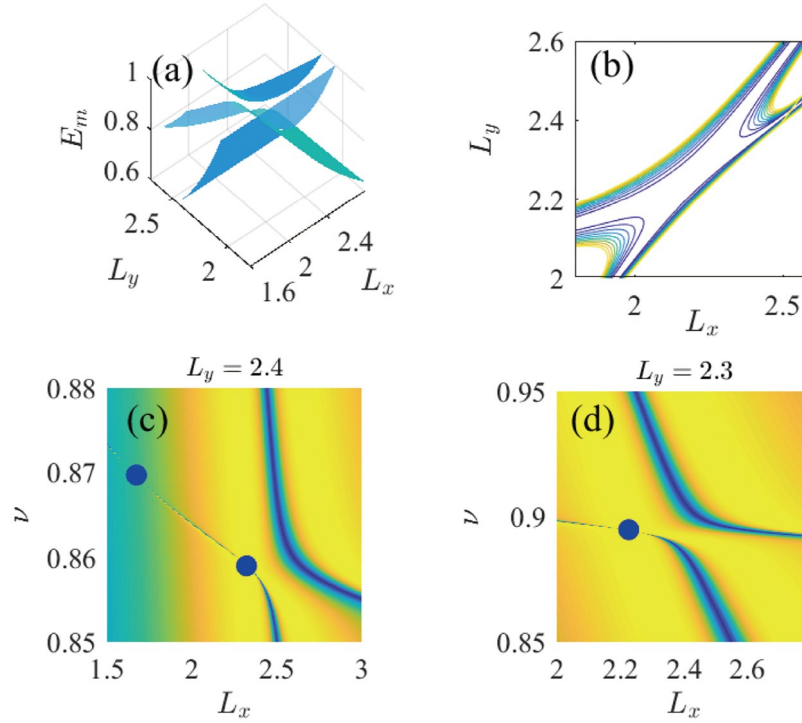 (a)
1
0.8
0.6
E_m
2.5
2
L_y
1.6
2
2.4
L_x
(b)
2.6
2.4
2.2
2
L_y
2
2.5
L_x
L_y = 2.4
(c)
0.88
0.87
0.86
0.85
ν
1.5 2 2.5 3
L_x
L_y = 2.3
(d)
0.95
0.9
0.85
ν
2 2.2 2.4 2.6
L_x